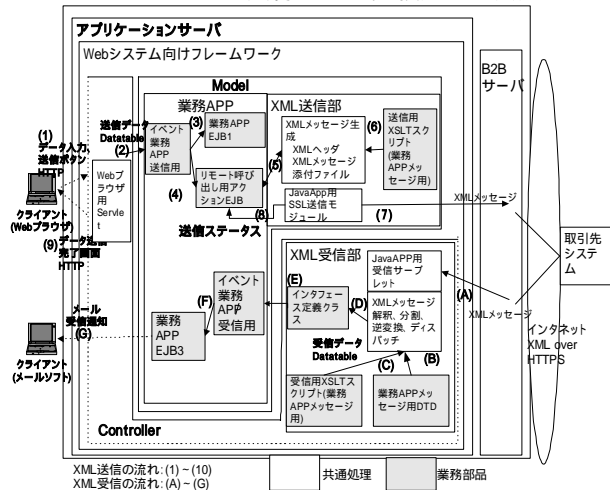 アプリケーションサーバ
Webシステム向けフレームワーク
B2B
サーバ
Model
業務APP
XML送信部
(1)
データ入力、
送信ボタン
HTTP
送信データ
Datatable
(2)
(3)
イベント
業務
APP
送信用
業務APP
EJB1
XMLメッセージ生成
XMLヘッダ
XMLメッセージ
添付ファイル
(6)
送信用
XSLTスクリ
プト
(業務
APPメッセ
ージ用)
(4)
(5)
リモート呼び
出し用アク
ションEJB
Webブ
ラウザ
用
Servle
t
クライアント
(Webブラウザ)
JavaApp用
SSL送信モ
ジュール
(8)
(7)
XMLメッセージ
送信ステータス
(9)
データ送信
完了画面
HTTP
取引先
システ
ム
XML受信部
JavaAPP用
受信サーブ
レット
(A)
XMLメッセージ
イベント
業務
APP
受信用
(E)
インタフェー
ス定義クラ
ス
(D)
XMLメッセージ
解釈、分割、
逆変換、ディス
パッチ
(B)
インタネット
XML over
HTTPS
メール
受信通知
(G)
(F)
業務
APP
EJB3
受信データ
Datatable
(C)
クライアント
(メールソフト)
受信用XSLTス
クリプト(業務
APPメッセージ
用)
業務APPメッ
セージ用DTD
Controller
XML送信の流れ: (1) ~ (10)
XML受信の流れ: (A) ~ (G)
共通処理
業務部品